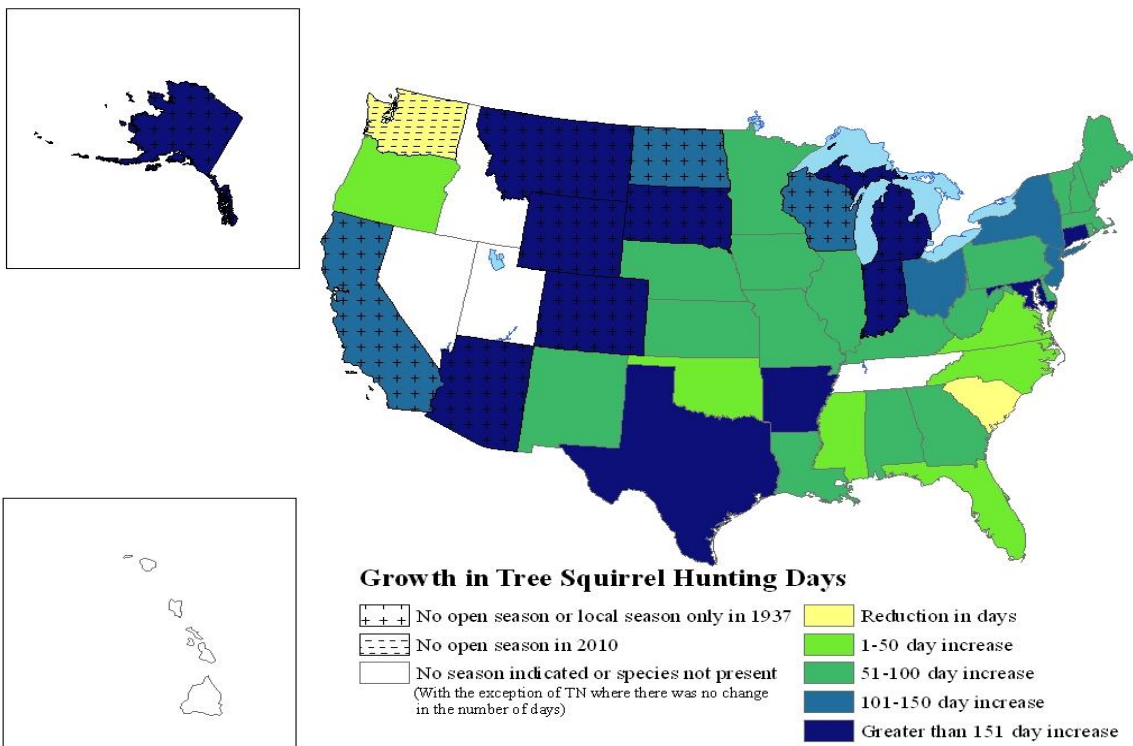 Growth in Tree Squirrel Hunting Days
No open season or local season only in 1937
No open season in 2010
No season indicated or species not present
(With the exception of TN where there was no change
in the number of days)
Reduction in days
1-50 day increase
51-100 day increase
101-150 day increase
Greater than 151 day increase